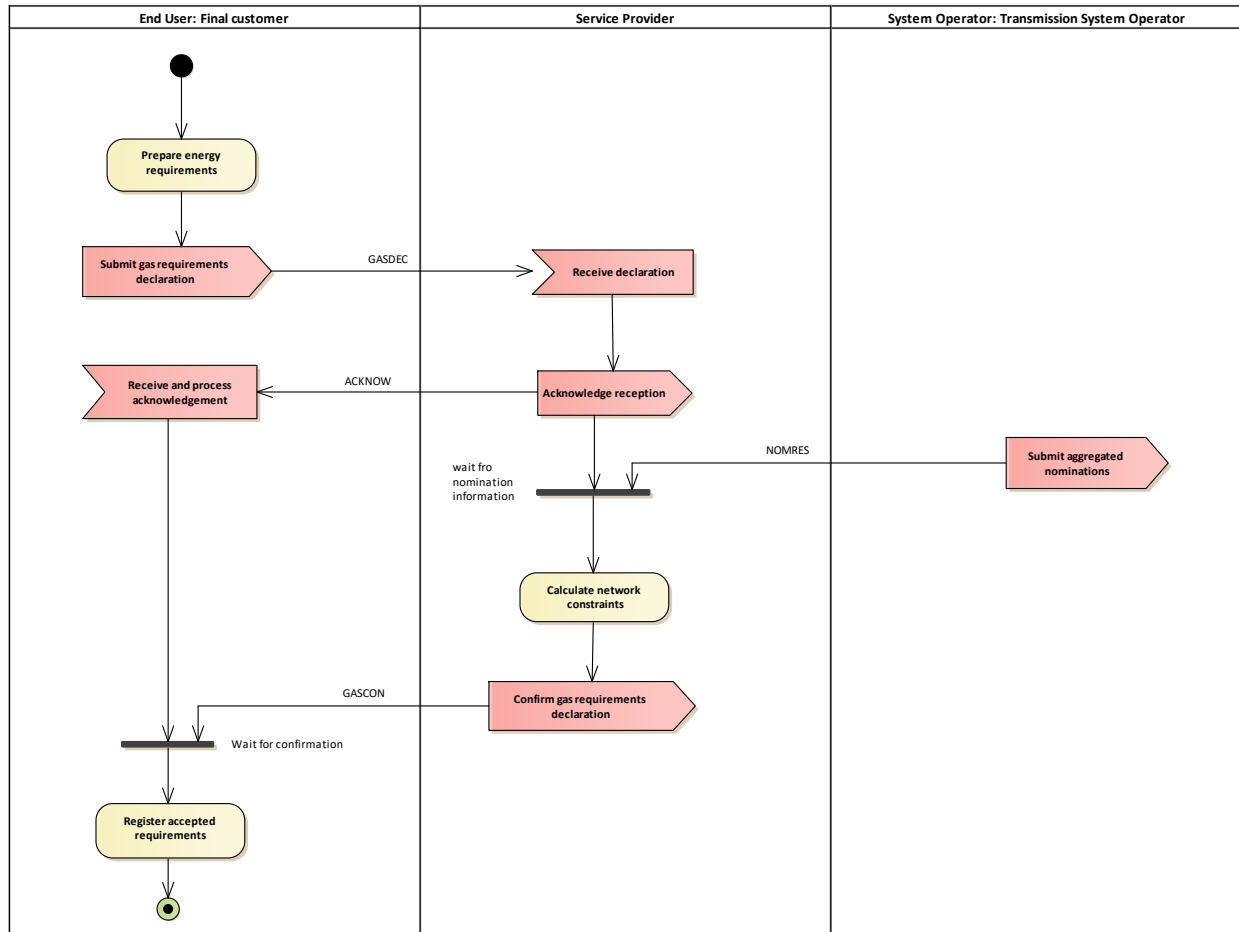 End User: Final customer
Service Provider
System Operator: Transmission System Operator
Prepare energy
requirements
Submit gas requirements
declaration
GASDEC
Receive declaration
Receive and process
acknowledgement
ACKNOW
Acknowledge reception
NOMRES
Submit aggregated
nominations
wait fro
nomination
information
Calculate network
constraints
GASCON
Confirm gas requirements
declaration
Wait for confirmation
Register accepted
requirements